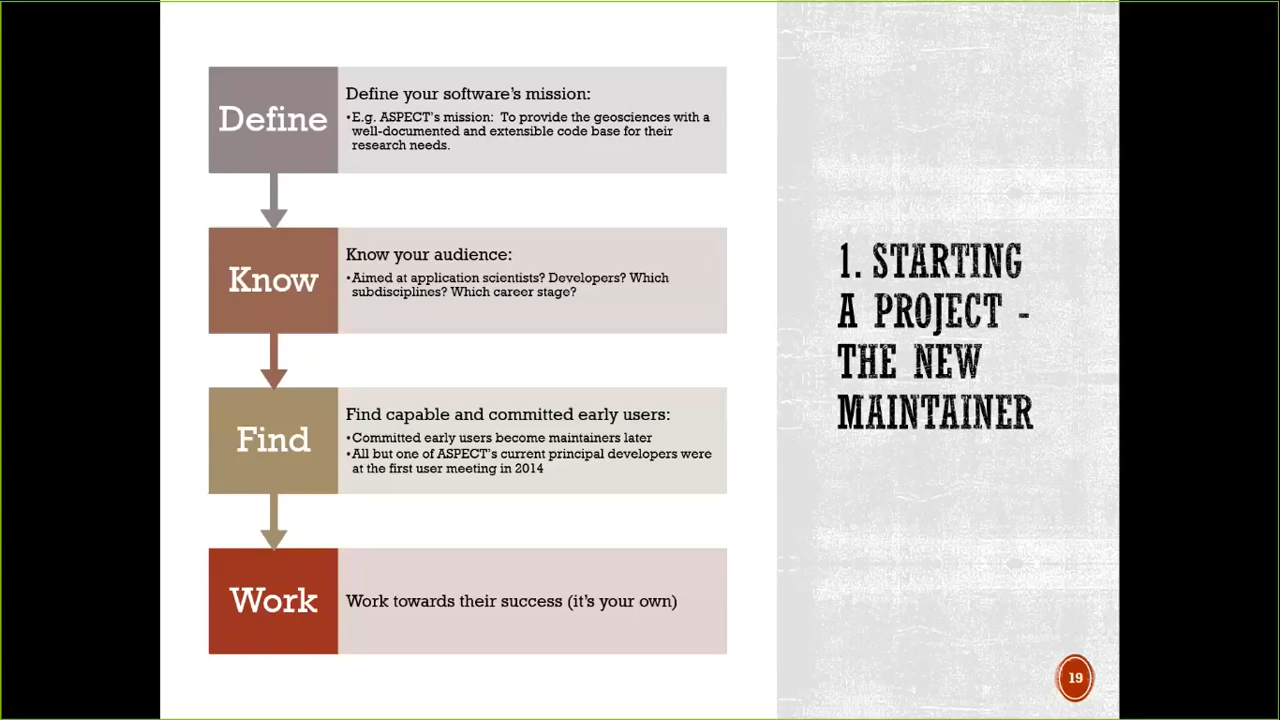 Define
Define your software's mission:
•E.g. ASPECT's mission: To provide the geosciences with a
well-documented and extensible code base for their
research needs.
Know
Know your audience:
•Aimed at application scientists? Developers? Which
subdisciplines? Which career stage?
Find
Find capable and committed early users:
•Committed early users become maintainers later
•All but one of ASPECT's current principal developers were
at the first user meeting in 2014
Work
Work towards their success (it's your own)
1. STARTING
A PROJECT -
THE NEW
MAINTAINER
19